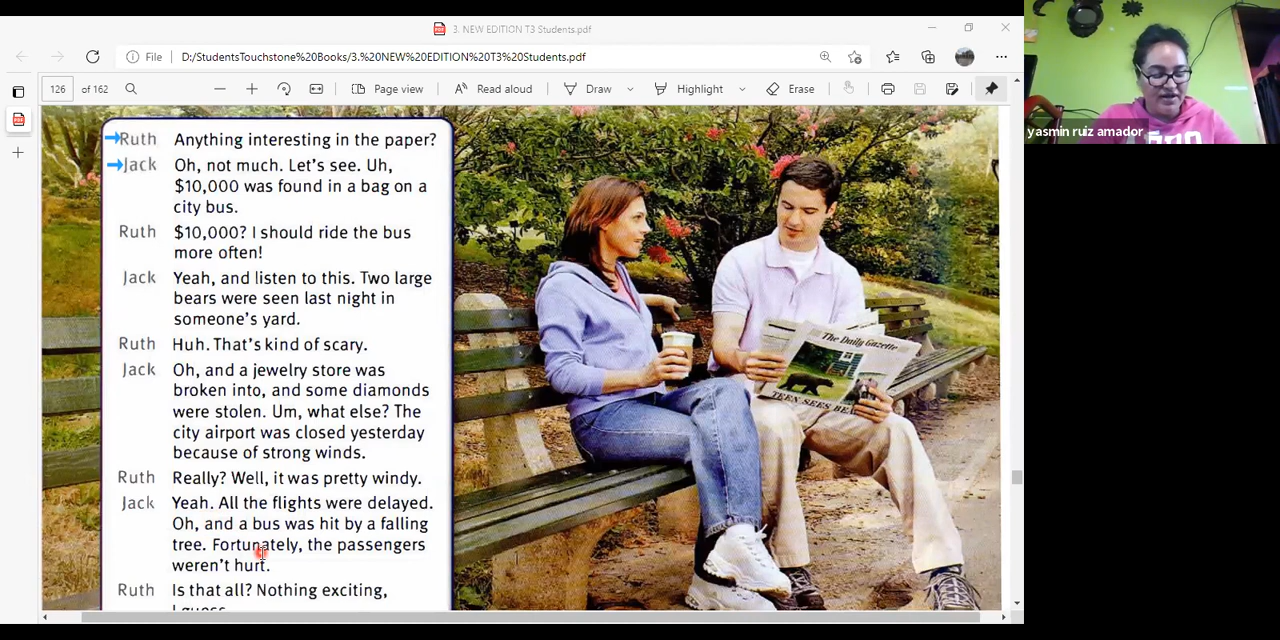 3. NEW EDITION T3 Students.pdf
File D:/StudentsTouchstone%20Books/3.%20NEW%20EDITION%20T3%20Students.pdf
126 of 162 Page view Read aloud Draw Highlight Erase
yasmin ruiz amador
Ruth Anything interesting in the paper?
Jack Oh, not much. Let's see. Uh,
$10,000 was found in a bag on a
city bus.
Ruth $10,000? I should ride the bus
more often!
Jack Yeah, and listen to this. Two large
bears were seen last night in
someone's yard.
Ruth Huh. That's kind of scary.
Jack Oh, and a jewelry store was
broken into, and some diamonds
were stolen. Um, what else? The
city airport was closed yesterday
because of strong winds.
Ruth Really? Well, it was pretty windy.
Jack Yeah. All the flights were delayed.
Oh, and a bus was hit by a falling
tree. Fortunately, the passengers
weren't hurt.
Ruth Is that all? Nothing exciting,
I guess.
The Daily Gazette
TEEN SEES